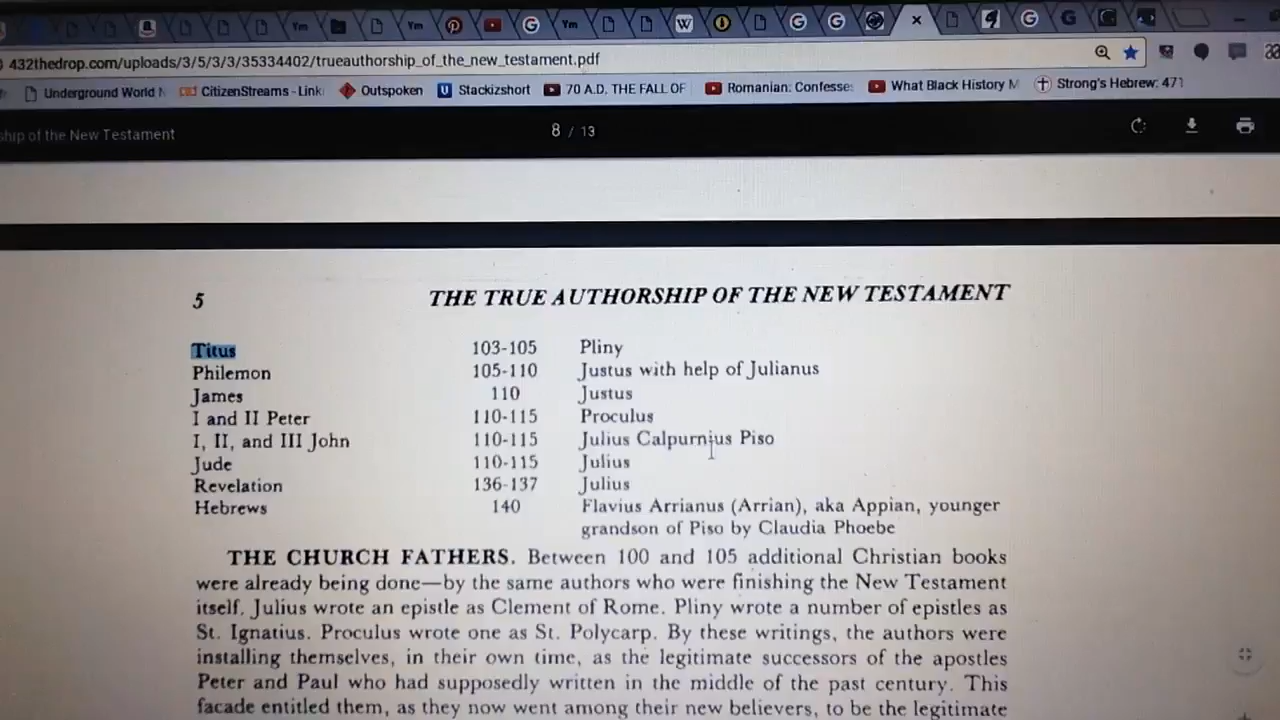 Ym
Ym
Ym
432thedrop.com/uploads/3/5/3/3/35334402/trueauthorship_of_the_new_testament.pdf
Underground World N
CitizenStreams - Link
Outspoken
Stackizshort
70 A.D, THE FALL OF
Romanian: Confesse
What Black History M
Strong's Hebrew: 471
ship of the New Testament
8 / 13
5 THE TRUE AUTHORSHIP OF THE NEW TESTAMENT
Titus 103-105 Pliny
Philemon 105-110 Justus with help of Julianus
James 110 Justus
I and II Peter 110-115 Proculus
I, II, and III John 110-115 Julius Calpurnius Piso
Jude 110-115 Julius
Revelation 136-137 Julius
Hebrews 140 Flavius Arrianus (Arrian), aka Appian, younger
grandson of Piso by Claudia Phoebe
THE CHURCH FATHERS. Between 100 and 105 additional Christian books
were already being done—by the same authors who were finishing the New Testament
itself. Julius wrote an epistle as Clement of Rome. Pliny wrote a number of epistles as
St. Ignatius. Proculus wrote one as St. Polycarp. By these writings, the authors were
installing themselves, in their own time, as the legitimate successors of the apostles
Peter and Paul who had supposedly written in the middle of the past century. This
facade entitled them, as they now went among their new believers, to be the legitimate